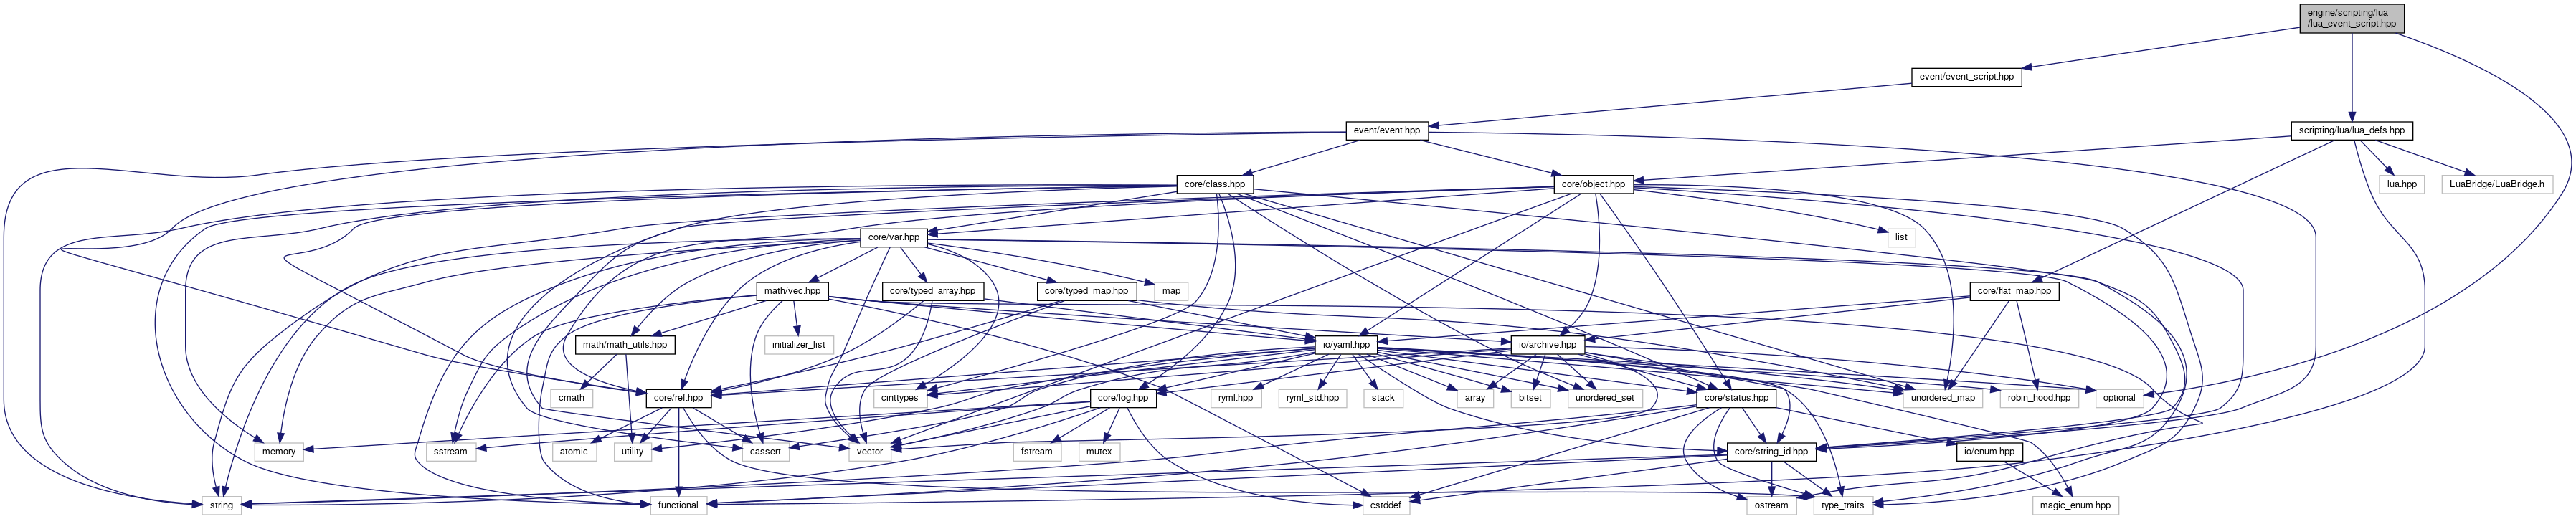 engine/scripting/lua
/lua_event_script.hpp
event/event_script.hpp
event/event.hpp
scripting/lua/lua_defs.hpp
core/class.hpp
core/object.hpp
lua.hpp
LuaBridge/LuaBridge.h
core/var.hpp
list
math/vec.hpp
core/typed_array.hpp
core/typed_map.hpp
map
core/flat_map.hpp
math/math_utils.hpp
initializer_list
io/yaml.hpp
io/archive.hpp
cmath
core/ref.hpp
cinttypes
core/log.hpp
ryml.hpp
ryml_std.hpp
stack
array
bitset
unordered_set
core/status.hpp
unordered_map
robin_hood.hpp
optional
memory
sstream
atomic
utility
cassert
vector
fstream
mutex
core/string_id.hpp
io/enum.hpp
string
functional
cstddef
ostream
type_traits
magic_enum.hpp